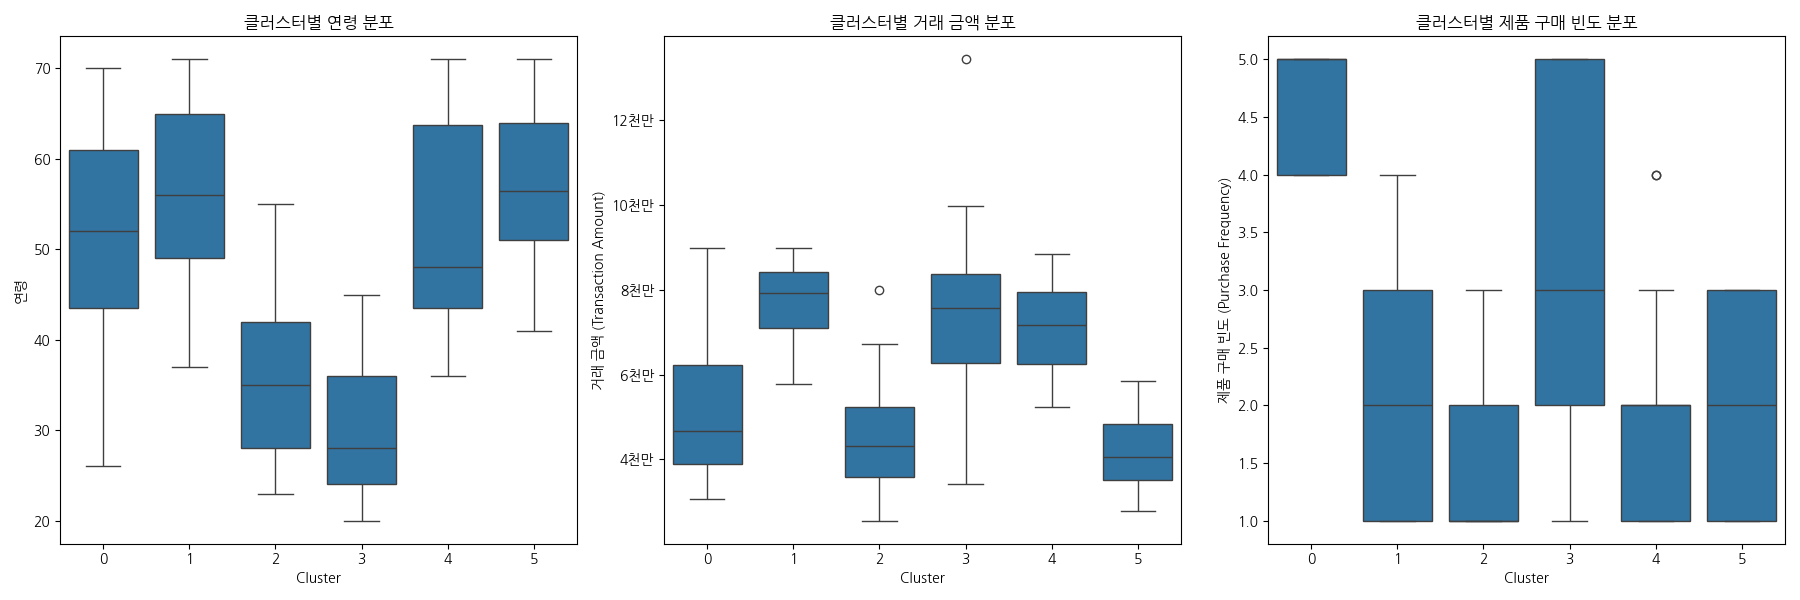 클러스터별 연령 분포
연령
70
60
50
40
30
20
0 1 2 3 4 5
Cluster
클러스터별 거래 금액 분포
거래 금액 (Transaction Amount)
12천만
10천만
8천만
6천만
4천만
0 1 2 3 4 5
Cluster
클러스터별 제품 구매 빈도 분포
제품 구매 빈도 (Purchase Frequency)
5.0
4.5
4.0
3.5
3.0
2.5
2.0
1.5
1.0
0 1 2 3 4 5
Cluster